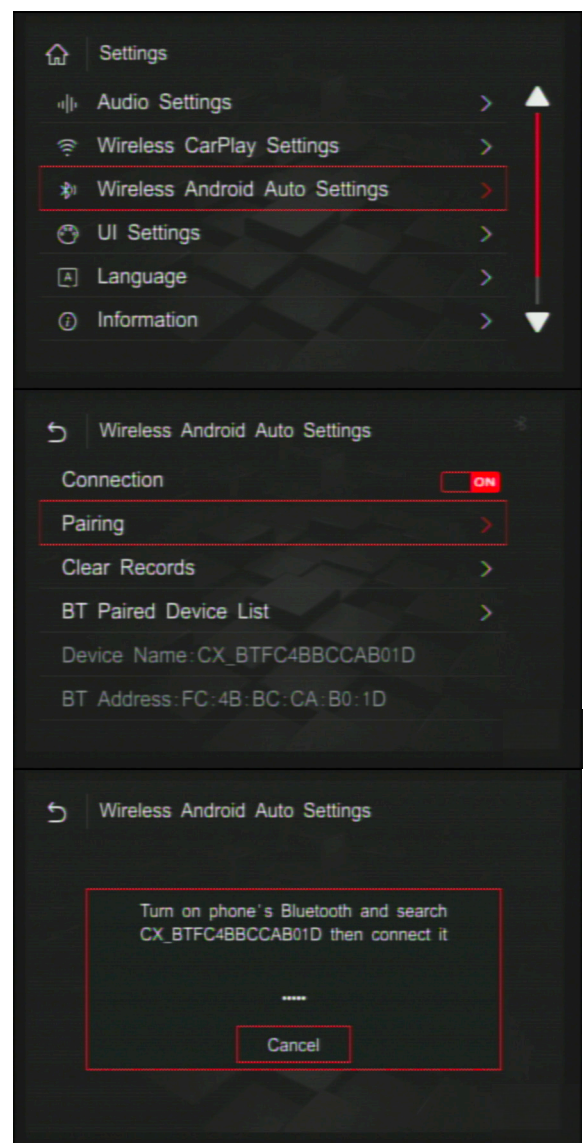 Settings
Audio Settings
Wireless CarPlay Settings
Wireless Android Auto Settings
UI Settings
A Language
Information
Wireless Android Auto Settings
Connection ON
Pairing
Clear Records
BT Paired Device List
Device Name:CX_BTFC4BBCCAB01D
BT Address:FC:4B:BC:CA:B0:1D
Wireless Android Auto Settings
Turn on phone's Bluetooth and search
CX_BTFC4BBCCAB01D then connect it
.....
Cancel